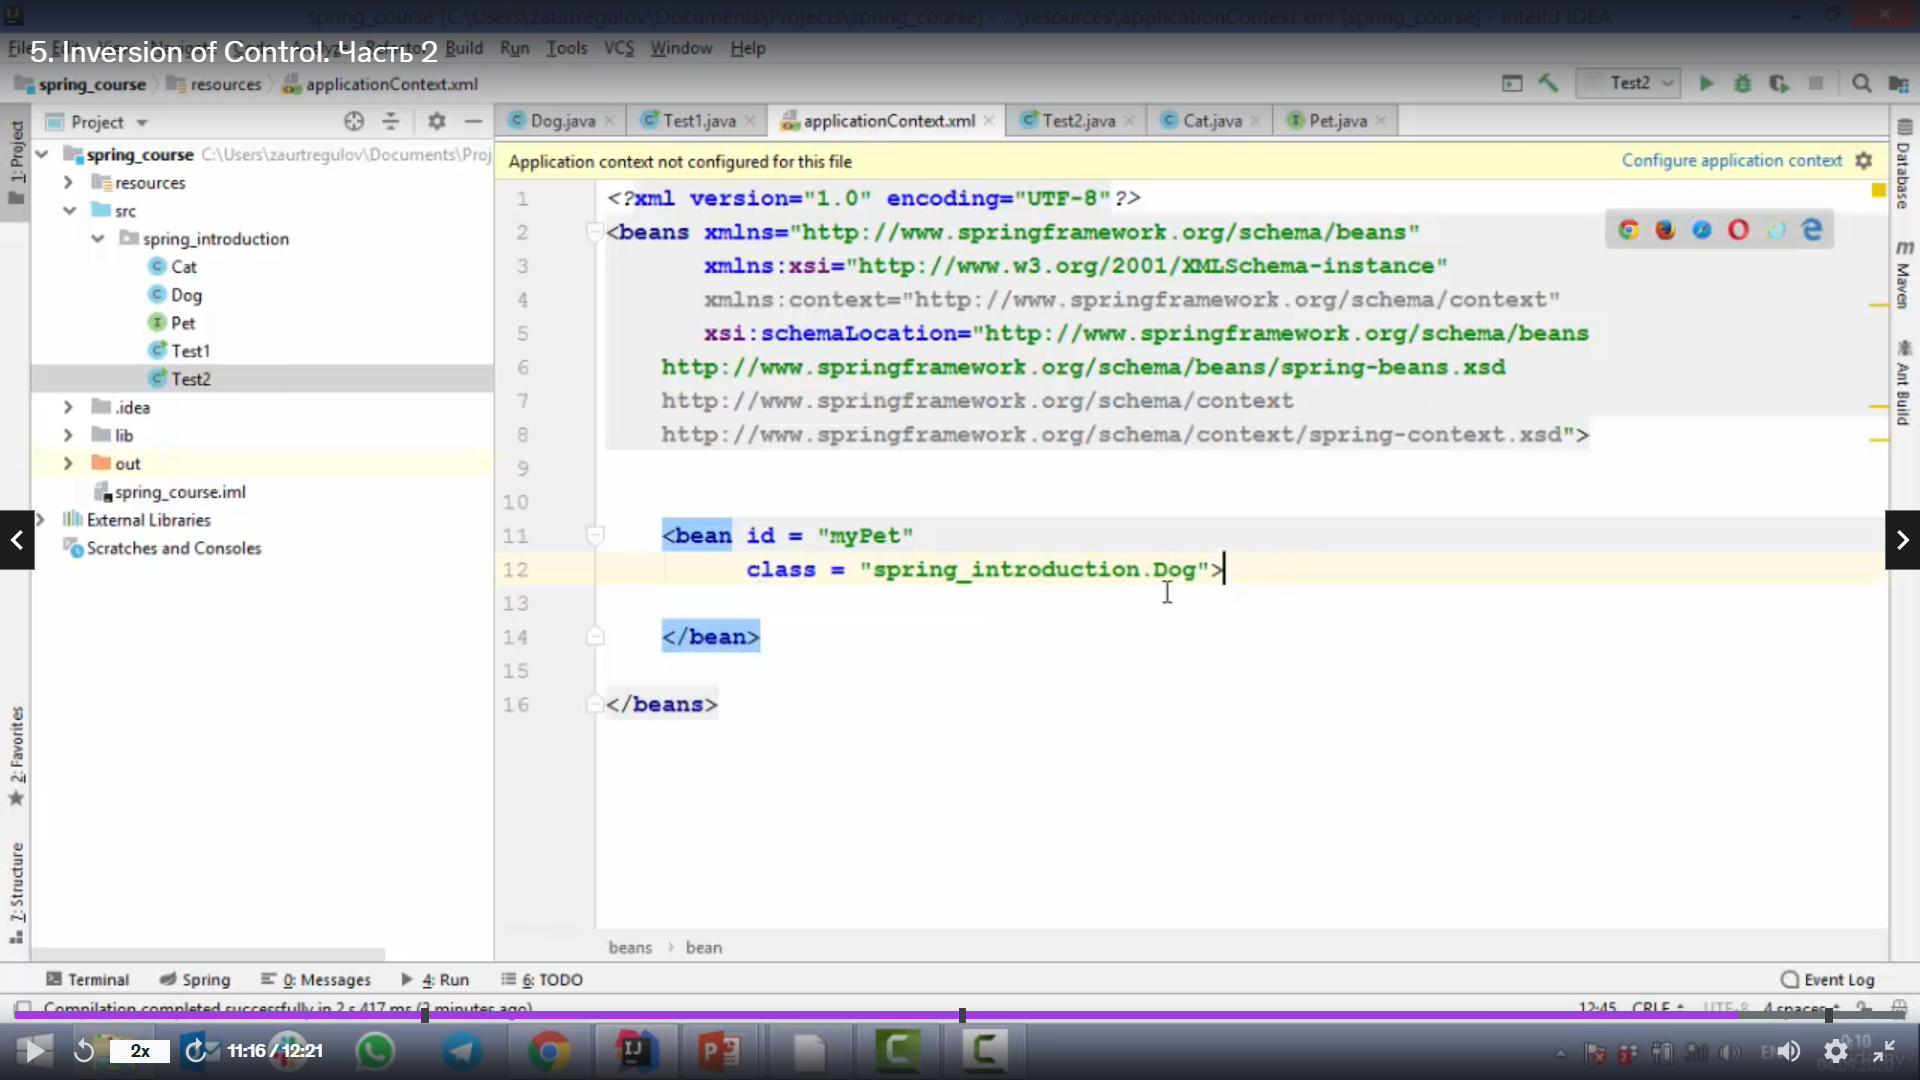 spring_course [C:\Users\zaurtregulov\Documents\Projects\spring_course] - ...\resources\applicationContext.xml [spring_course] - IntelliJ IDEA
5. Inversion of Control. Часть 2
Build Run Tools VCS Window Help
spring_course resources applicationContext.xml
Test2
Project
Dog.java Test1.java applicationContext.xml Test2.java Cat.java Pet.java
spring_course C:\Users\zaurtregulov\Documents\Proj
resources
src
spring_introduction
Cat
Dog
Pet
Test1
Test2
.idea
lib
out
spring_course.iml
External Libraries
Scratches and Consoles
1: Project
2: Favorites
7: Structure
Application context not configured for this file
Configure application context
1 <?xml version="1.0" encoding="UTF-8"?>
2 <beans xmlns="http://www.springframework.org/schema/beans"
3 xmlns:xsi="http://www.w3.org/2001/XMLSchema-instance"
4 xmlns:context="http://www.springframework.org/schema/context"
5 xsi:schemaLocation="http://www.springframework.org/schema/beans
6 http://www.springframework.org/schema/beans/spring-beans.xsd
7 http://www.springframework.org/schema/context
8 http://www.springframework.org/schema/context/spring-context.xsd">
9
10
11 <bean id = "myPet"
12 class = "spring_introduction.Dog">
13
14 </bean>
15
16 </beans>
Database
Maven
Ant Build
beans > bean
Terminal Spring 0: Messages 4: Run 6: TODO
Event Log
Compilation completed successfully in 2 s 417 ms (2 minutes ago)
12:45 CRLF UTF-8 4 spaces
2x 11:16 / 12:21